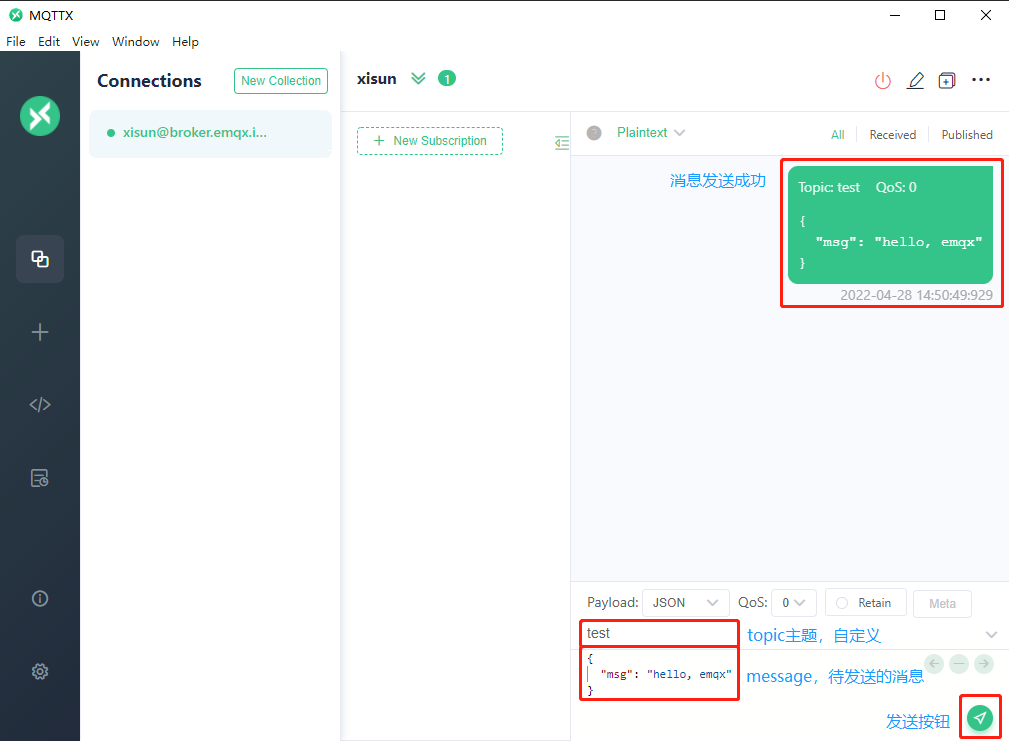 MQTTX
File Edit View Window Help
Connections
New Collection
xisun@broker.emqx.i...
xisun 1
+ New Subscription
? Plaintext
All Received Published
消息发送成功
Topic: test QoS: 0
{
"msg": "hello, emqx"
}
2022-04-28 14:50:49:929
Payload: JSON QoS: 0 Retain Meta
test
topic主题，自定义
{
"msg": "hello, emqx"
}
message，待发送的消息
发送按钮